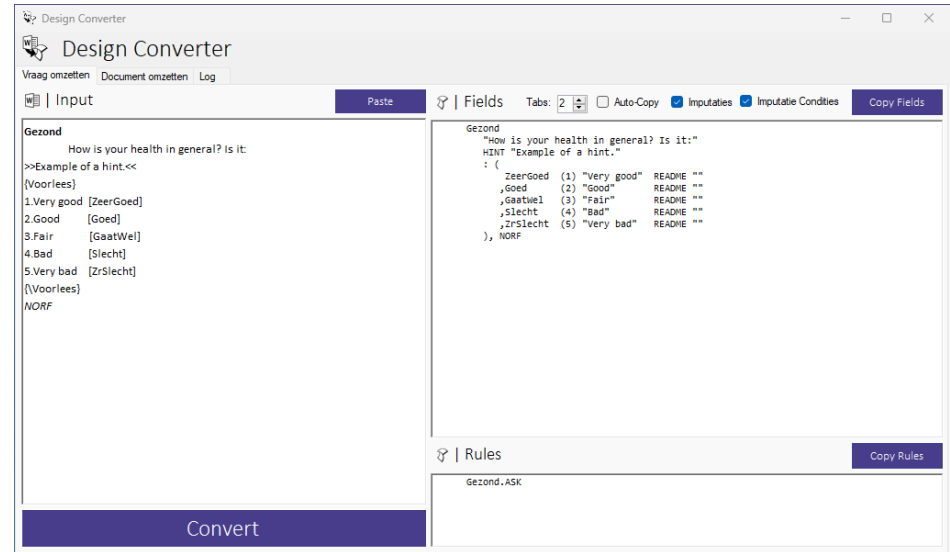 Design Converter
Design Converter
Vraag omzetten Document omzetten Log
| Input
Paste
Gezond
How is your health in general? Is it:
>>Example of a hint.<<
{Voorlees}
1.Very good [ZeerGoed]
2.Good [Goed]
3.Fair [GaatWel]
4.Bad [Slecht]
5.Very bad [ZrSlecht]
{\Voorlees}
NORF
Convert
| Fields Tabs: 2 Auto-Copy Imputaties Imputatie Condities Copy Fields
Gezond
"How is your health in general? Is it:"
HINT "Example of a hint."
: (
ZeerGoed (1) "Very good" README ""
,Goed (2) "Good" README ""
,Gaatwel (3) "Fair" README ""
,Slecht (4) "Bad" README ""
,ZrSlecht (5) "Very bad" README ""
), NORF
| Rules Copy Rules
Gezond.ASK